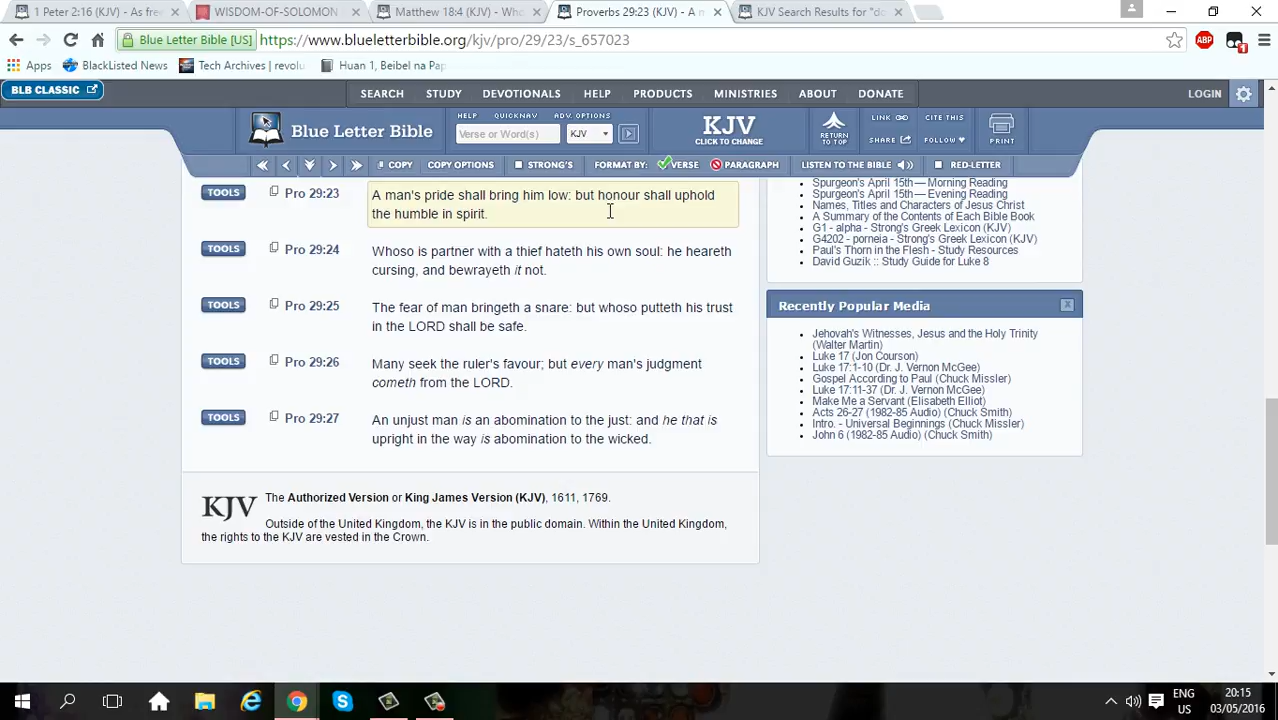 1 Peter 2:16 (KJV) - As free
WISDOM-OF-SOLOMON
Matthew 18:4 (KJV) - Who
Proverbs 29:23 (KJV) - A m
KJV Search Results for "do
Blue Letter Bible [US]
https://www.blueletterbible.org/kjv/pro/29/23/s_657023
ABP
Apps
BlackListed News
Tech Archives | revolu
Huan 1, Beibel na Pap
BLB CLASSIC
SEARCH STUDY DEVOTIONALS HELP PRODUCTS MINISTRIES ABOUT DONATE
LOGIN
Blue Letter Bible
HELP QUICKNAV ADV. OPTIONS
Verse or Word(s)
KJV
KJV
CLICK TO CHANGE
RETURN TO TOP
LINK CITE THIS
SHARE FOLLOW
PRINT
COPY COPY OPTIONS STRONG'S FORMAT BY: VERSE PARAGRAPH LISTEN TO THE BIBLE RED-LETTER
TOOLS Pro 29:23 A man's pride shall bring him low: but honour shall uphold
the humble in spirit.
TOOLS Pro 29:24 Whoso is partner with a thief hateth his own soul: he heareth
cursing, and bewrayeth it not.
TOOLS Pro 29:25 The fear of man bringeth a snare: but whoso putteth his trust
in the LORD shall be safe.
TOOLS Pro 29:26 Many seek the ruler's favour; but every man's judgment
cometh from the LORD.
TOOLS Pro 29:27 An unjust man is an abomination to the just: and he that is
upright in the way is abomination to the wicked.
KJV
The Authorized Version or King James Version (KJV), 1611, 1769.
Outside of the United Kingdom, the KJV is in the public domain. Within the United Kingdom,
the rights to the KJV are vested in the Crown.
Spurgeon's April 15th — Morning Reading
Spurgeon's April 15th — Evening Reading
Names, Titles and Characters of Jesus Christ
A Summary of the Contents of Each Bible Book
G1 - alpha - Strong's Greek Lexicon (KJV)
G4202 - porneia - Strong's Greek Lexicon (KJV)
Paul's Thorn in the Flesh - Study Resources
David Guzik :: Study Guide for Luke 8
Recently Popular Media
Jehovah's Witnesses, Jesus and the Holy Trinity
(Walter Martin)
Luke 17 (Jon Courson)
Luke 17:1-10 (Dr. J. Vernon McGee)
Gospel According to Paul (Chuck Missler)
Luke 17:11-37 (Dr. J. Vernon McGee)
Make Me a Servant (Elisabeth Elliot)
Acts 26-27 (1982-85 Audio) (Chuck Smith)
Intro. - Universal Beginnings (Chuck Missler)
John 6 (1982-85 Audio) (Chuck Smith)
ENG
US
20:15
03/05/2016